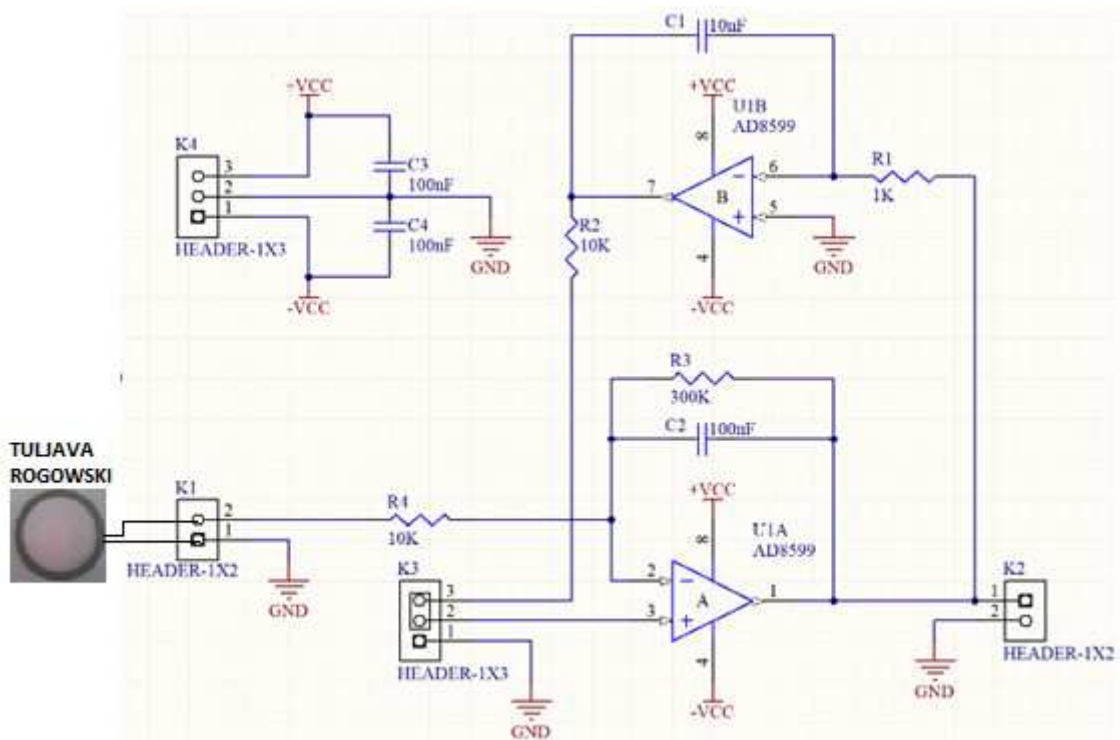 C1
10nF
-VCC
+VCC
U1B
AD8599
K4
8
3
2
1
C3
100nF
C4
100nF
HEADER-1X3
GND
-VCC
7
B
6
5
R1
1K
R2
10K
4
GND
-VCC
R3
300K
C2
100nF
TULJAVA
ROGOWSKI
K1
2
1
HEADER-1X2
GND
R4
10K
+VCC
8
U1A
AD8599
K3
3
2
1
HEADER-1X3
GND
2
3
A
1
4
-VCC
K2
1
2
HEADER-1X2
GND